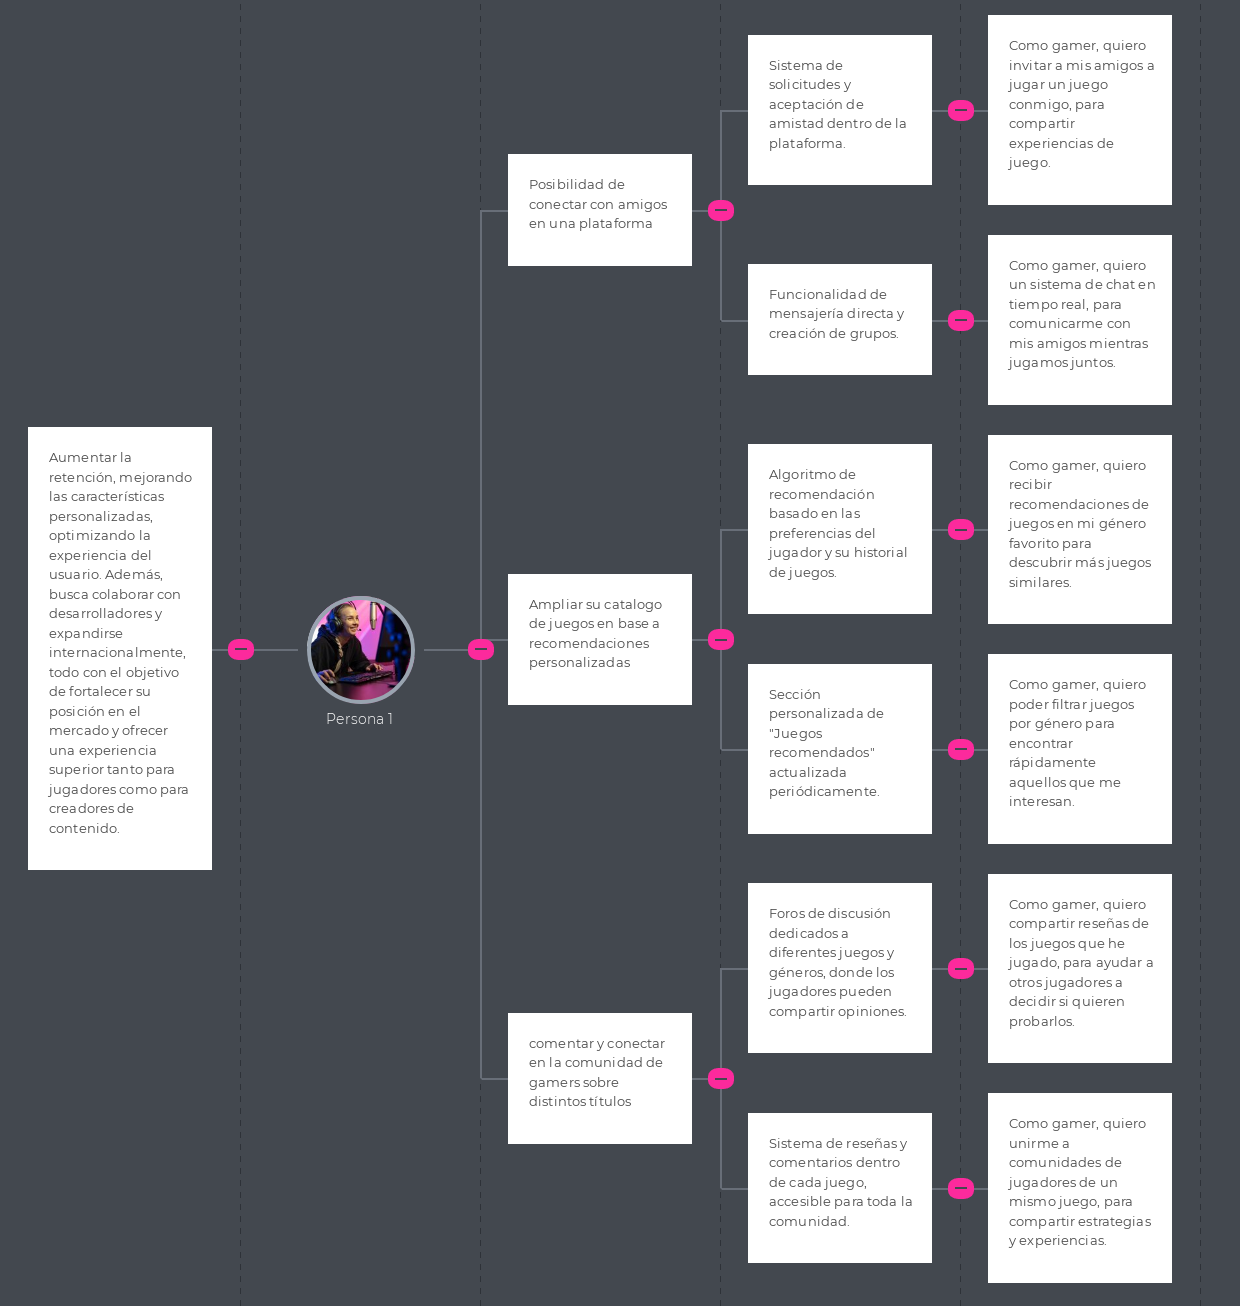 Aumentar la
retención, mejorando
las características
personalizadas,
optimizando la
experiencia del
usuario. Además,
busca colaborar con
desarrolladores y
expandirse
internacionalmente,
todo con el objetivo
de fortalecer su
posición en el
mercado y ofrecer
una experiencia
superior tanto para
jugadores como para
creadores de
contenido.
Persona 1
Posibilidad de
conectar con amigos
en una plataforma
Sistema de
solicitudes y
aceptación de
amistad dentro de la
plataforma.
Como gamer, quiero
invitar a mis amigos a
jugar un juego
conmigo, para
compartir
experiencias de
juego.
Funcionalidad de
mensajería directa y
creación de grupos.
Como gamer, quiero
un sistema de chat en
tiempo real, para
comunicarme con
mis amigos mientras
jugamos juntos.
Ampliar su catalogo
de juegos en base a
recomendaciones
personalizadas
Algoritmo de
recomendación
basado en las
preferencias del
jugador y su historial
de juegos.
Como gamer, quiero
recibir
recomendaciones de
juegos en mi género
favorito para
descubrir más juegos
similares.
Sección
personalizada de
"Juegos
recomendados"
actualizada
periódicamente.
Como gamer, quiero
poder filtrar juegos
por género para
encontrar
rápidamente
aquellos que me
interesan.
comentar y conectar
en la comunidad de
gamers sobre
distintos títulos
Foros de discusión
dedicados a
diferentes juegos y
géneros, donde los
jugadores pueden
compartir opiniones.
Como gamer, quiero
compartir reseñas de
los juegos que he
jugado, para ayudar a
otros jugadores a
decidir si quieren
probarlos.
Sistema de reseñas y
comentarios dentro
de cada juego,
accesible para toda la
comunidad.
Como gamer, quiero
unirme a
comunidades de
jugadores de un
mismo juego, para
compartir estrategias
y experiencias.